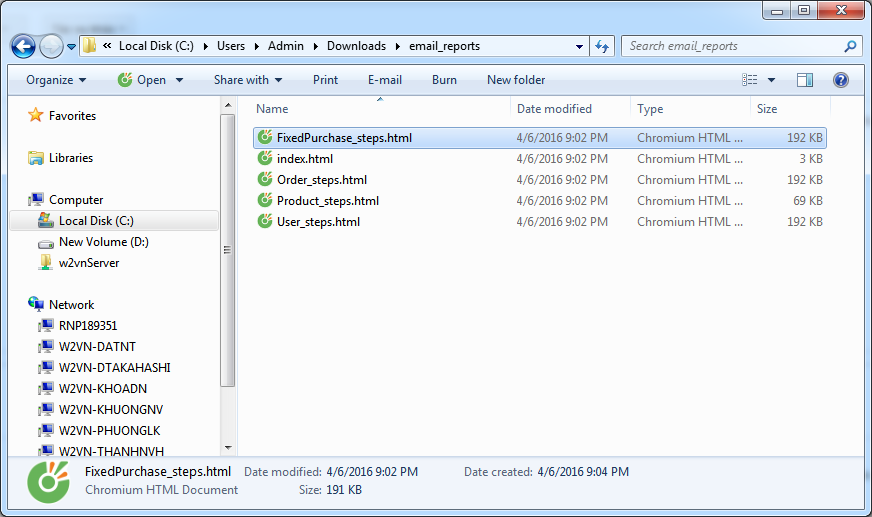 « Local Disk (C:) Users Admin Downloads email_reports Search email_reports
Organize Open Share with Print E-mail Burn New folder
Favorites
Libraries
Computer
Local Disk (C:)
New Volume (D:)
w2vnServer
Network
RNP189351
W2VN-DATNT
W2VN-DTAKAHASHI
W2VN-KHOADN
W2VN-KHUONGNV
W2VN-PHUONGLK
W2VN-THANHNVH
Name Date modified Type Size
FixedPurchase_steps.html 4/6/2016 9:02 PM Chromium HTML ... 192 KB
index.html 4/6/2016 9:02 PM Chromium HTML ... 3 KB
Order_steps.html 4/6/2016 9:02 PM Chromium HTML ... 192 KB
Product_steps.html 4/6/2016 9:02 PM Chromium HTML ... 69 KB
User_steps.html 4/6/2016 9:02 PM Chromium HTML ... 192 KB
FixedPurchase_steps.html Date modified: 4/6/2016 9:02 PM Date created: 4/6/2016 9:04 PM
Chromium HTML Document Size: 191 KB